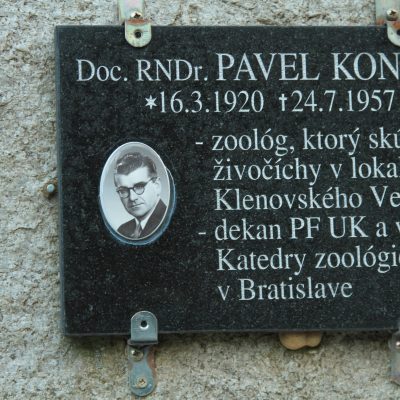 Doc. RNDr. PAVEL KON
*16.3.1920 †24.7.1957
- zoológ, ktorý skú
živočíchy v loka
Klenovského Ve
- dekan PF UK a v
Katedry zoológie
v Bratislave